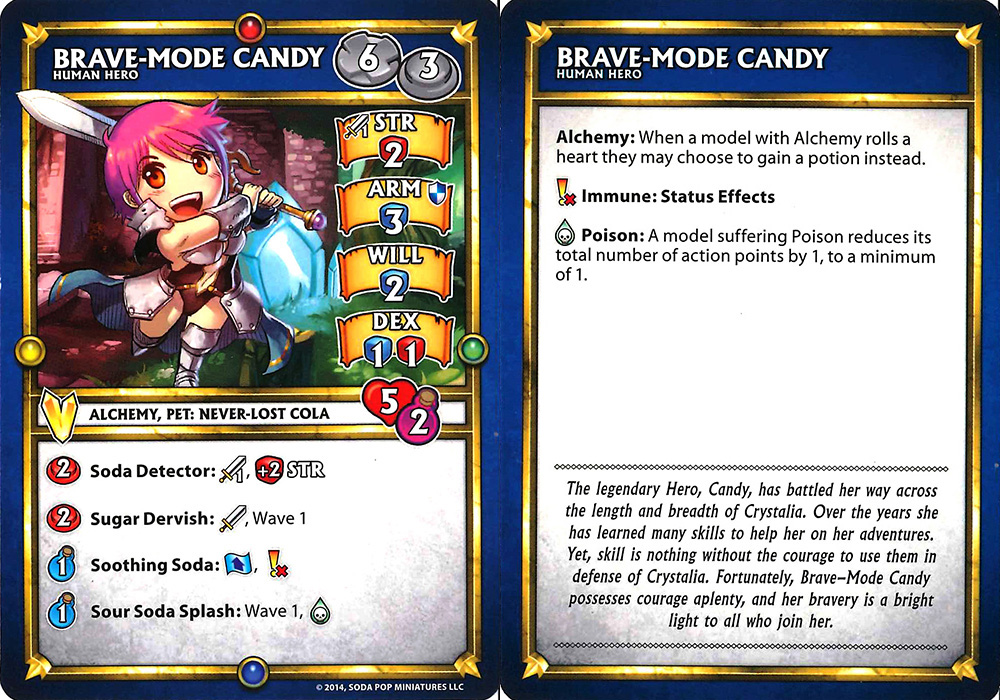 BRAVE-MODE CANDY
HUMAN HERO
6
3
STR
2
ARM
3
WILL
2
DEX
1 1
ALCHEMY, PET: NEVER-LOST COLA
5
2
2 Soda Detector: 1, +2 STR
2 Sugar Dervish: , Wave 1
1 Soothing Soda: ,
1 Sour Soda Splash: Wave 1,
© 2014, SODA POP MINIATURES LLC
BRAVE-MODE CANDY
HUMAN HERO
Alchemy: When a model with Alchemy rolls a
heart they may choose to gain a potion instead.
Immune: Status Effects
Poison: A model suffering Poison reduces its
total number of action points by 1, to a minimum
of 1.
The legendary Hero, Candy, has battled her way across
the length and breadth of Crystalia. Over the years she
has learned many skills to help her on her adventures.
Yet, skill is nothing without the courage to use them in
defense of Crystalia. Fortunately, Brave–Mode Candy
possesses courage aplenty, and her bravery is a bright
light to all who join her.